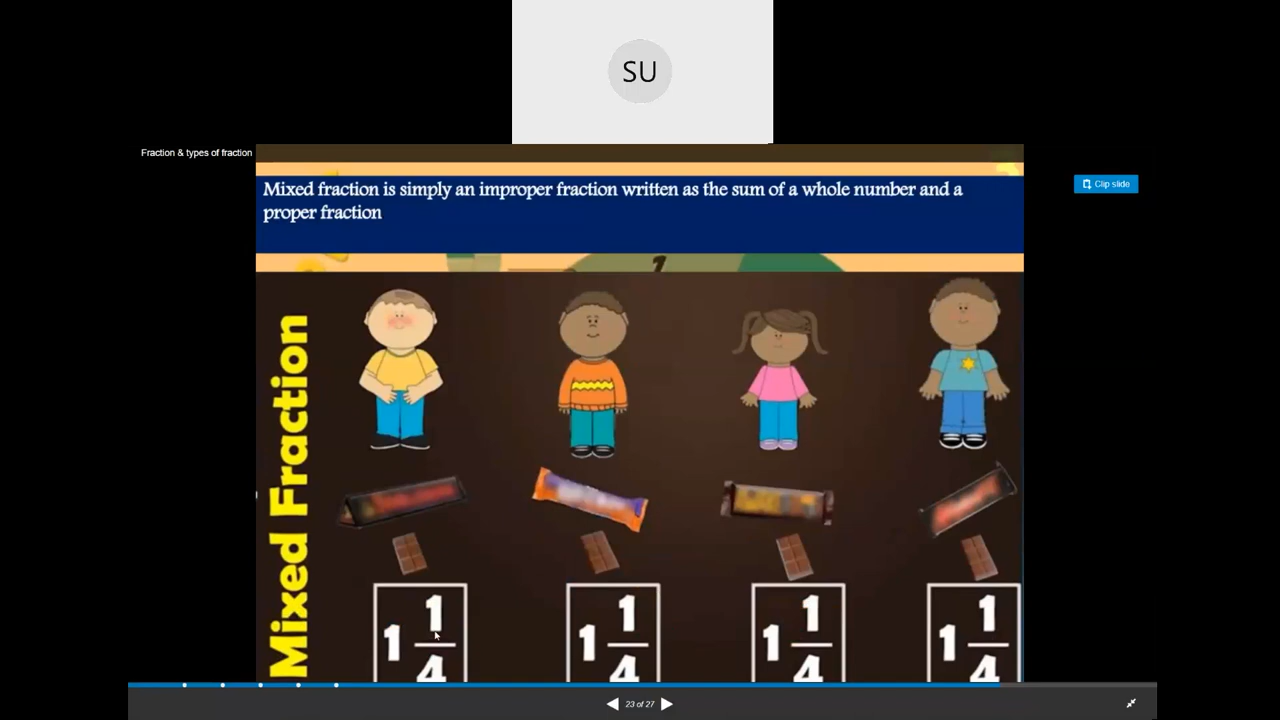 SU
Fraction & types of fraction
Clip slide
Mixed fraction is simply an improper fraction written as the sum of a whole number and a
proper fraction
1
Mixed Fraction
1 1/4 1 1/4 1 1/4 1 1/4
23 of 27